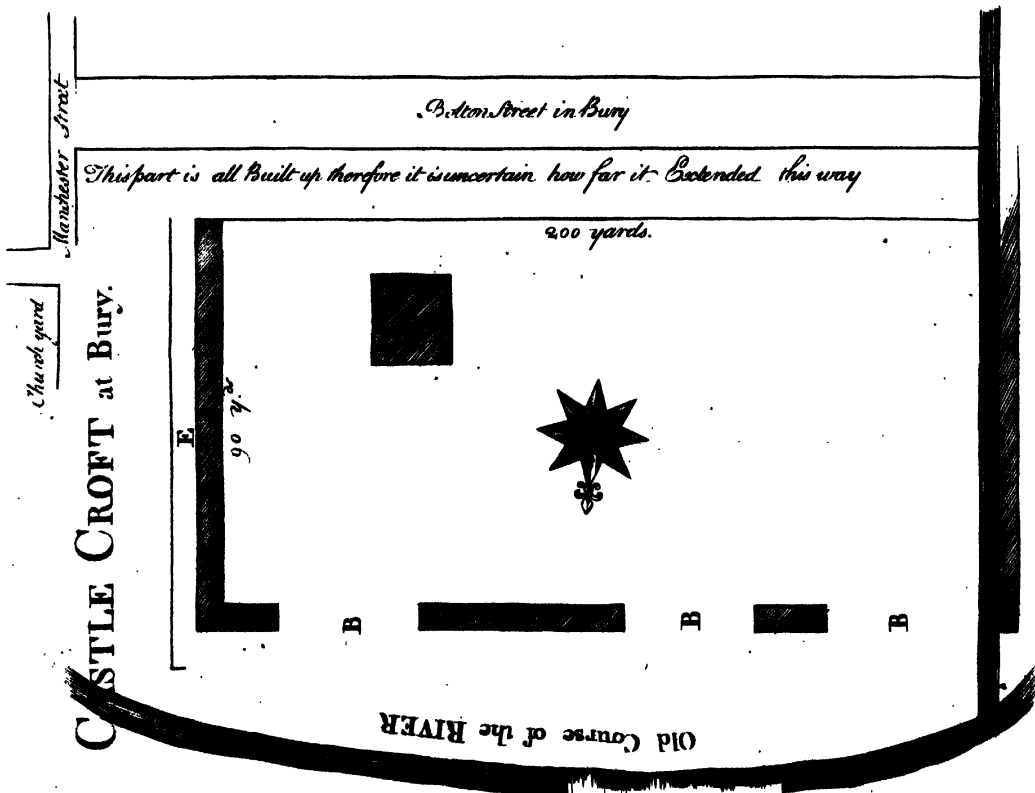 Manchester Street
Bolton Street in Bury
This part is all Built up therefore it is uncertain how far it Extended this way
200 yards.
Church yard
CASTLE CROFT at Bury.
E
90 Y.ds
B
B
B
Old Course of the RIVER